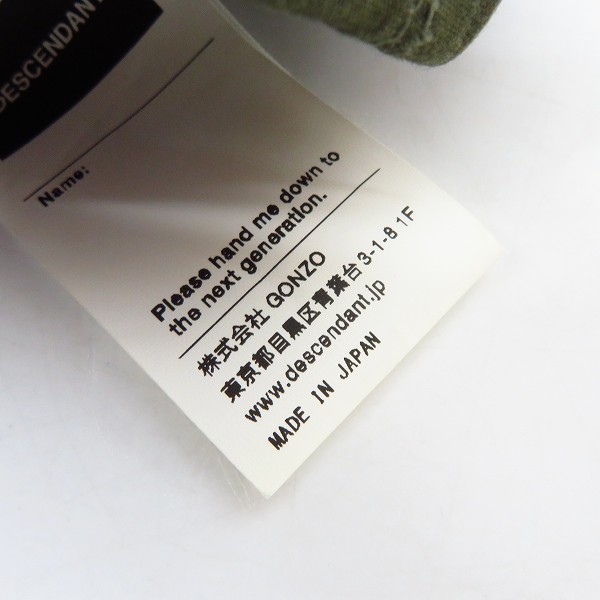 DESCENDANT
Name:
Please hand me down to
the next generation.
株式会社 GONZO
東京都目黒区青葉台3-1-8 1F
www.descendant.jp
MADE IN JAPAN